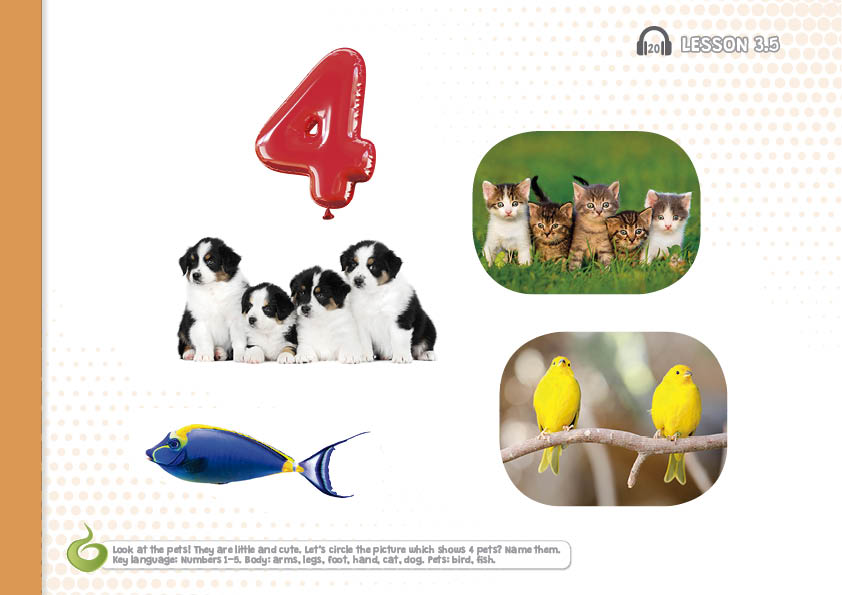 20 LESSON 3.5
4
Look at the pets! They are little and cute. Let's circle the picture which shows 4 pets? Name them.
Key language: Numbers 1-5. Body: arms, legs, foot, hand, cat, dog. Pets: bird, fish.